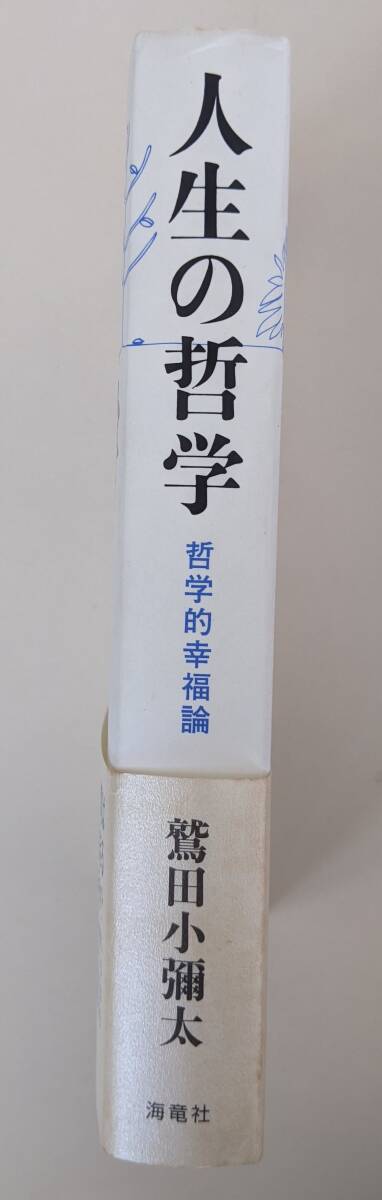 人生の哲学
哲学的幸福論
鷲田小彌太
海竜社